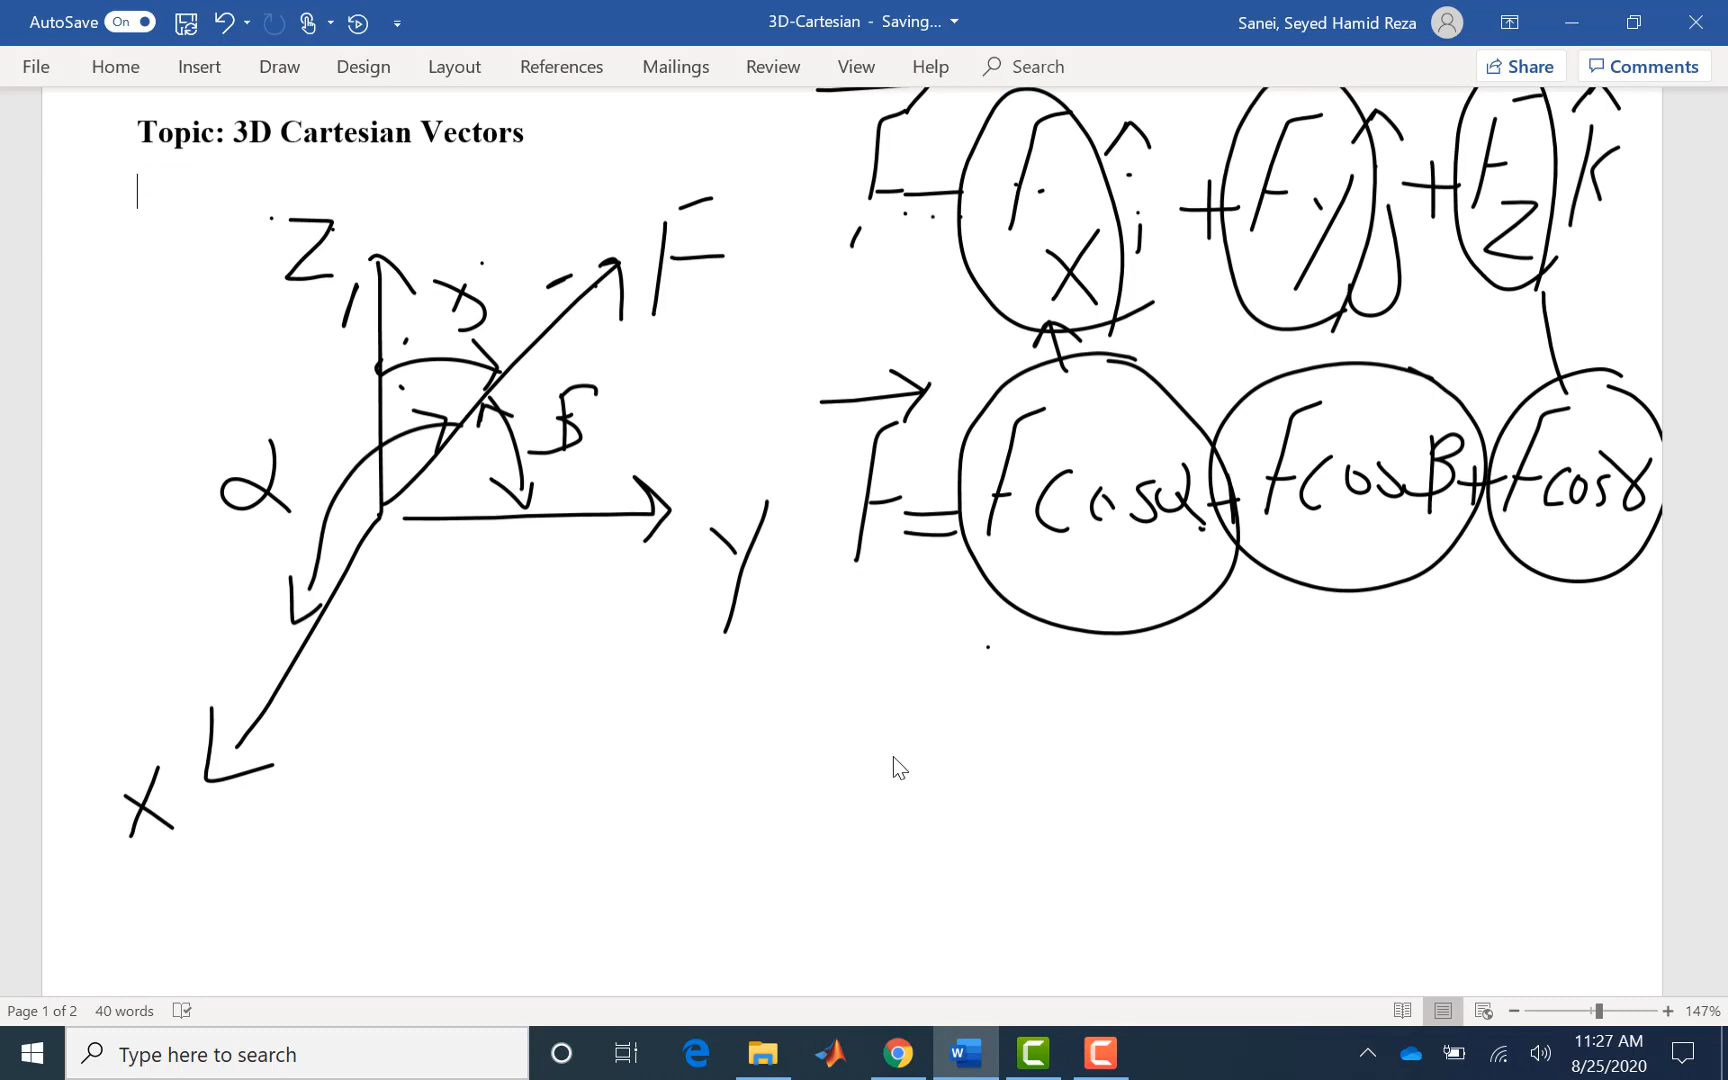 AutoSave On 3D-Cartesian - Saving... Sanei, Seyed Hamid Reza
File Home Insert Draw Design Layout References Mailings Review View Help Search Share Comments
Topic: 3D Cartesian Vectors
Z
F
γ
β
α
Y
X
F = Fx î + Fy ĵ + Fz k̂
F = F cos α + F cos β + F cos γ
Page 1 of 2 40 words 147%
Type here to search
11:27 AM
8/25/2020